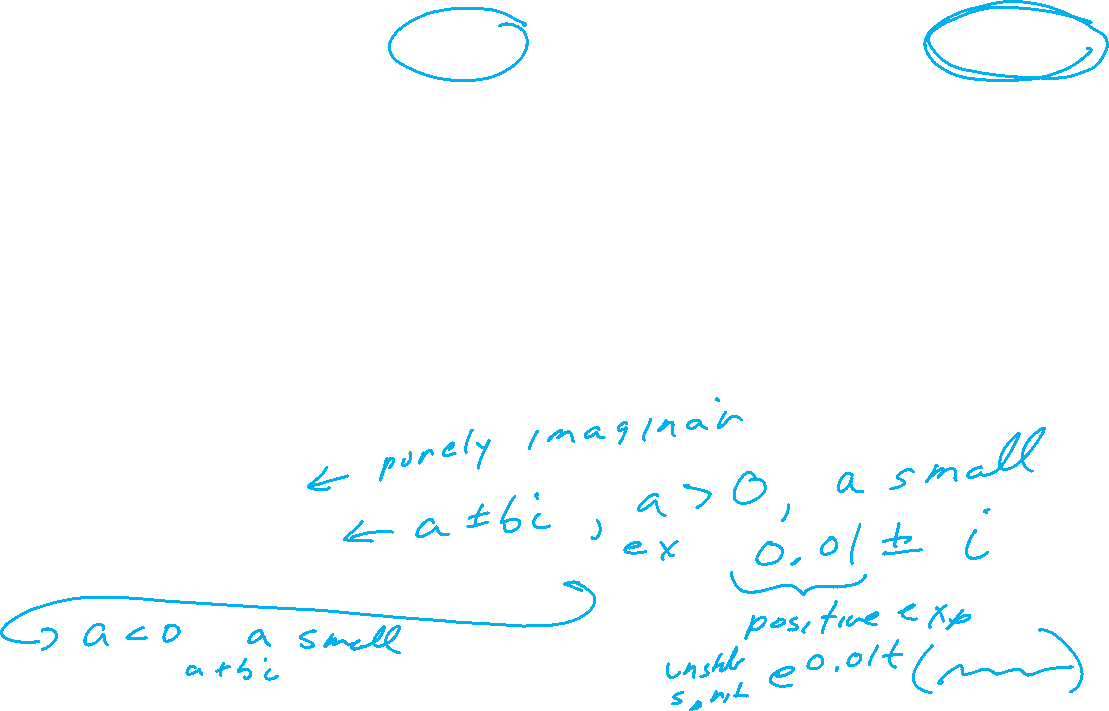 ← purely imaginair
← a ± bi , a > 0, a small
ex 0.01 ± i
a < 0 a small
a + bi
positive exp
e^0.01t (